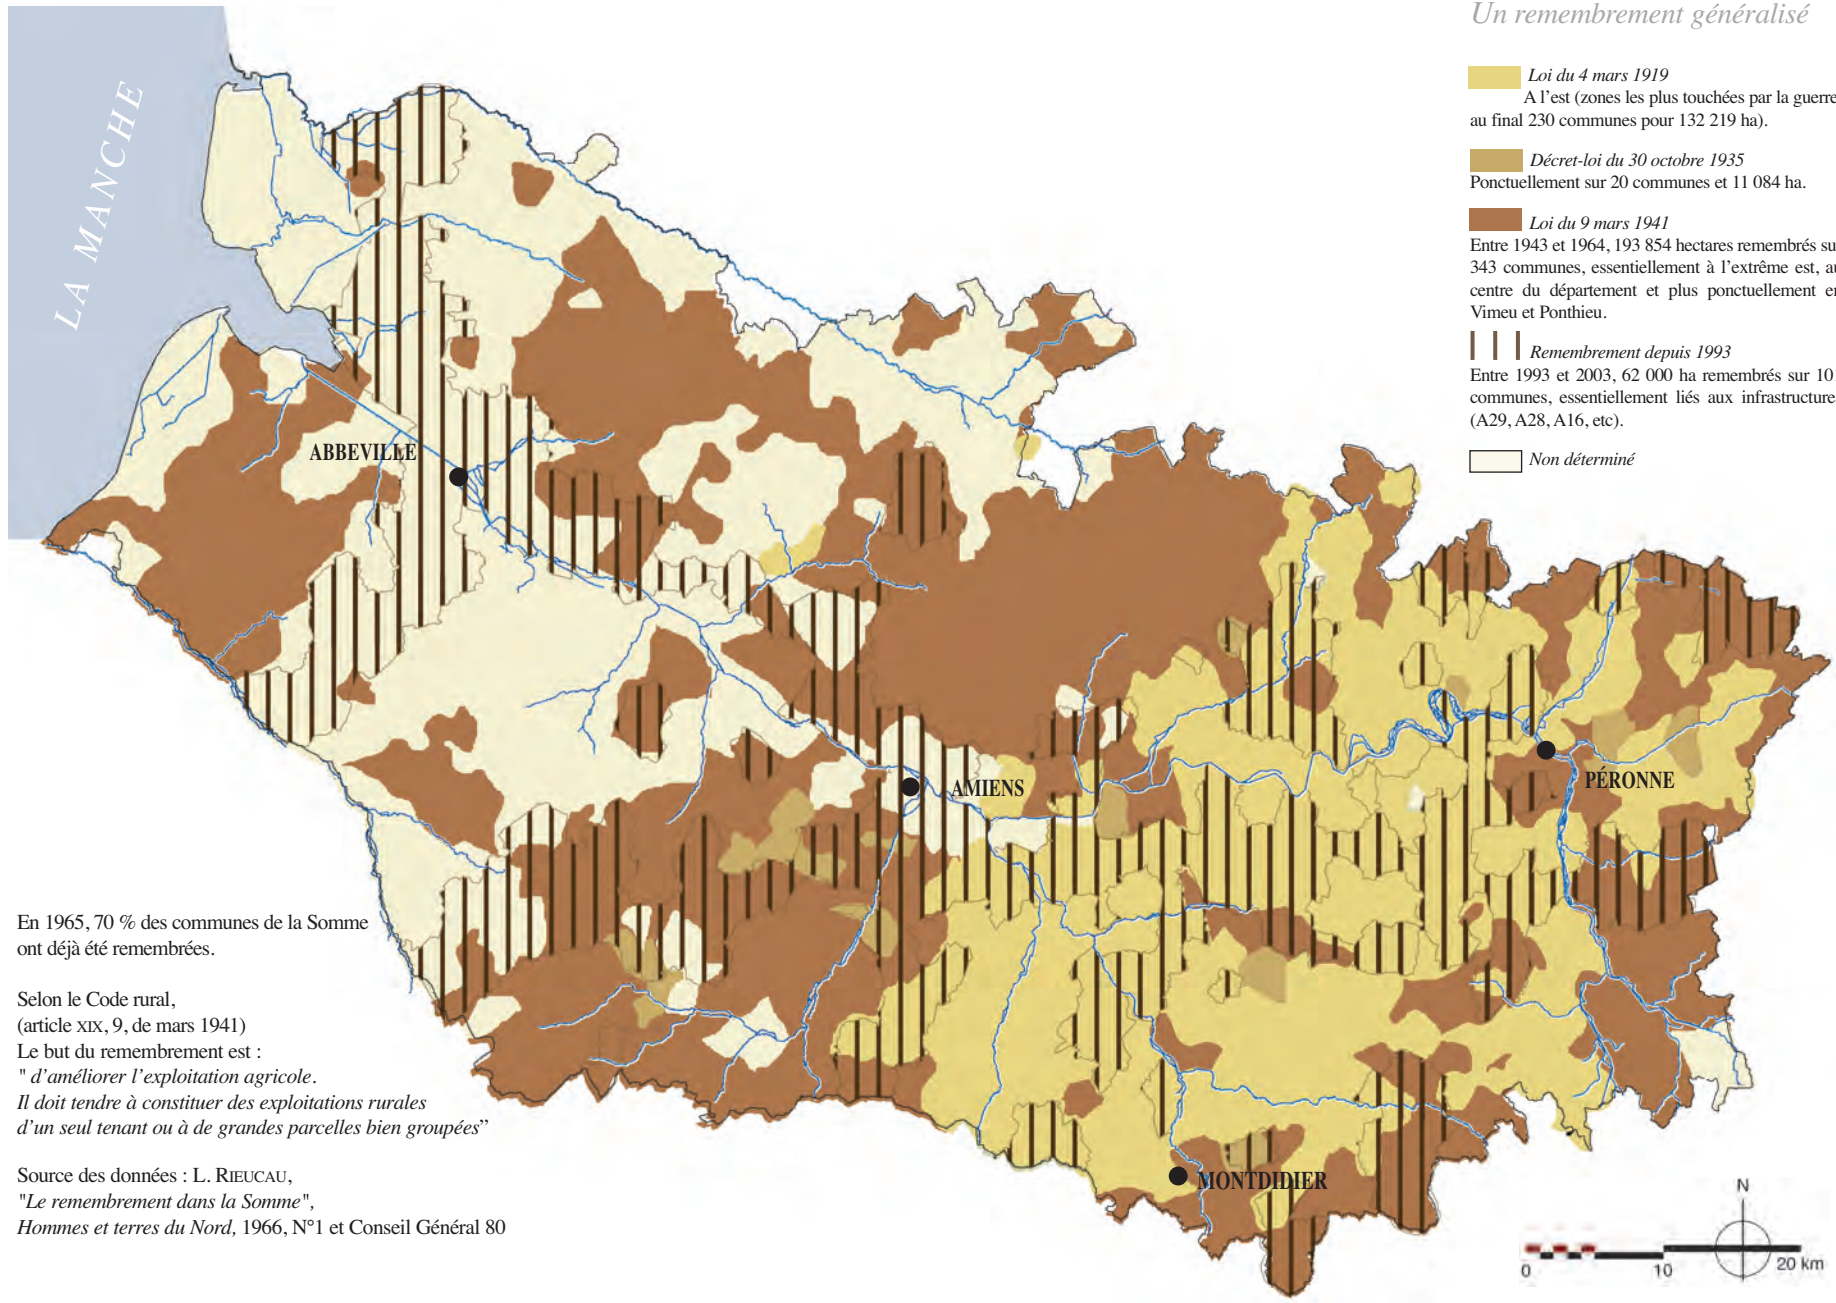 Un remembrement généralisé
Loi du 4 mars 1919
A l'est (zones les plus touchées par la guerre
au final 230 communes pour 132 219 ha).
Décret-loi du 30 octobre 1935
Ponctuellement sur 20 communes et 11 084 ha.
Loi du 9 mars 1941
Entre 1943 et 1964, 193 854 hectares remembrés su
343 communes, essentiellement à l'extrême est, au
centre du département et plus ponctuellement en
Vimeu et Ponthieu.
Remembrement depuis 1993
Entre 1993 et 2003, 62 000 ha remembrés sur 10
communes, essentiellement liés aux infrastructure
(A29, A28, A16, etc).
Non déterminé
LA MANCHE
ABBEVILLE
AMIENS
PÉRONNE
MONTDIDIER
En 1965, 70 % des communes de la Somme
ont déjà été remembrées.
Selon le Code rural,
(article XIX, 9, de mars 1941)
Le but du remembrement est :
" d'améliorer l'exploitation agricole.
Il doit tendre à constituer des exploitations rurales
d'un seul tenant ou à de grandes parcelles bien groupées”
Source des données : L. RIEUCAU,
"Le remembrement dans la Somme",
Hommes et terres du Nord, 1966, N°1 et Conseil Général 80
N
0 10 20 km